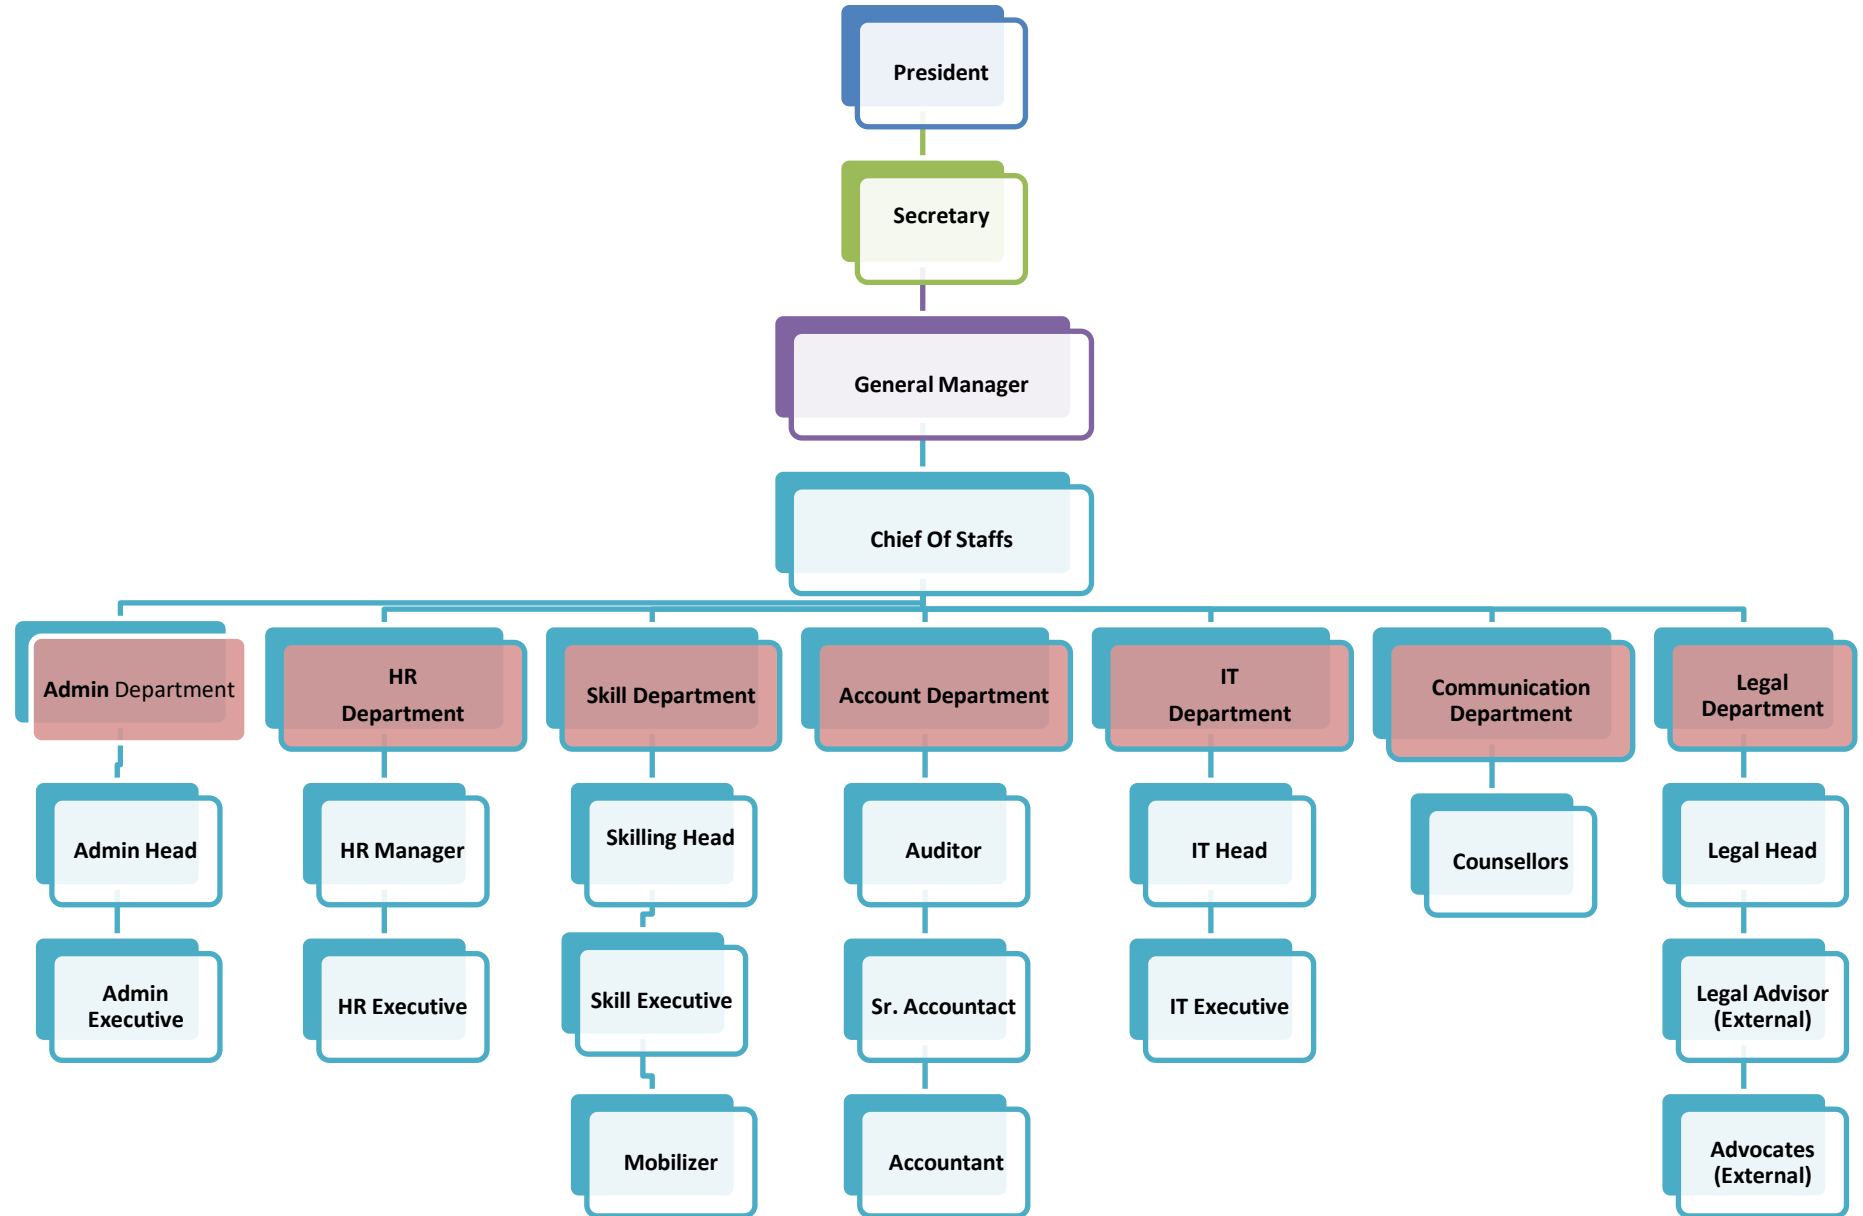 President
Secretary
General Manager
Chief Of Staffs
Admin Department
HR
Department
Skill Department
Account Department
IT
Department
Communication
Department
Legal
Department
Admin Head
HR Manager
Skilling Head
Auditor
IT Head
Counsellors
Legal Head
Admin
Executive
HR Executive
Skill Executive
Sr. Accountact
IT Executive
Legal Advisor
(External)
Mobilizer
Accountant
Advocates
(External)